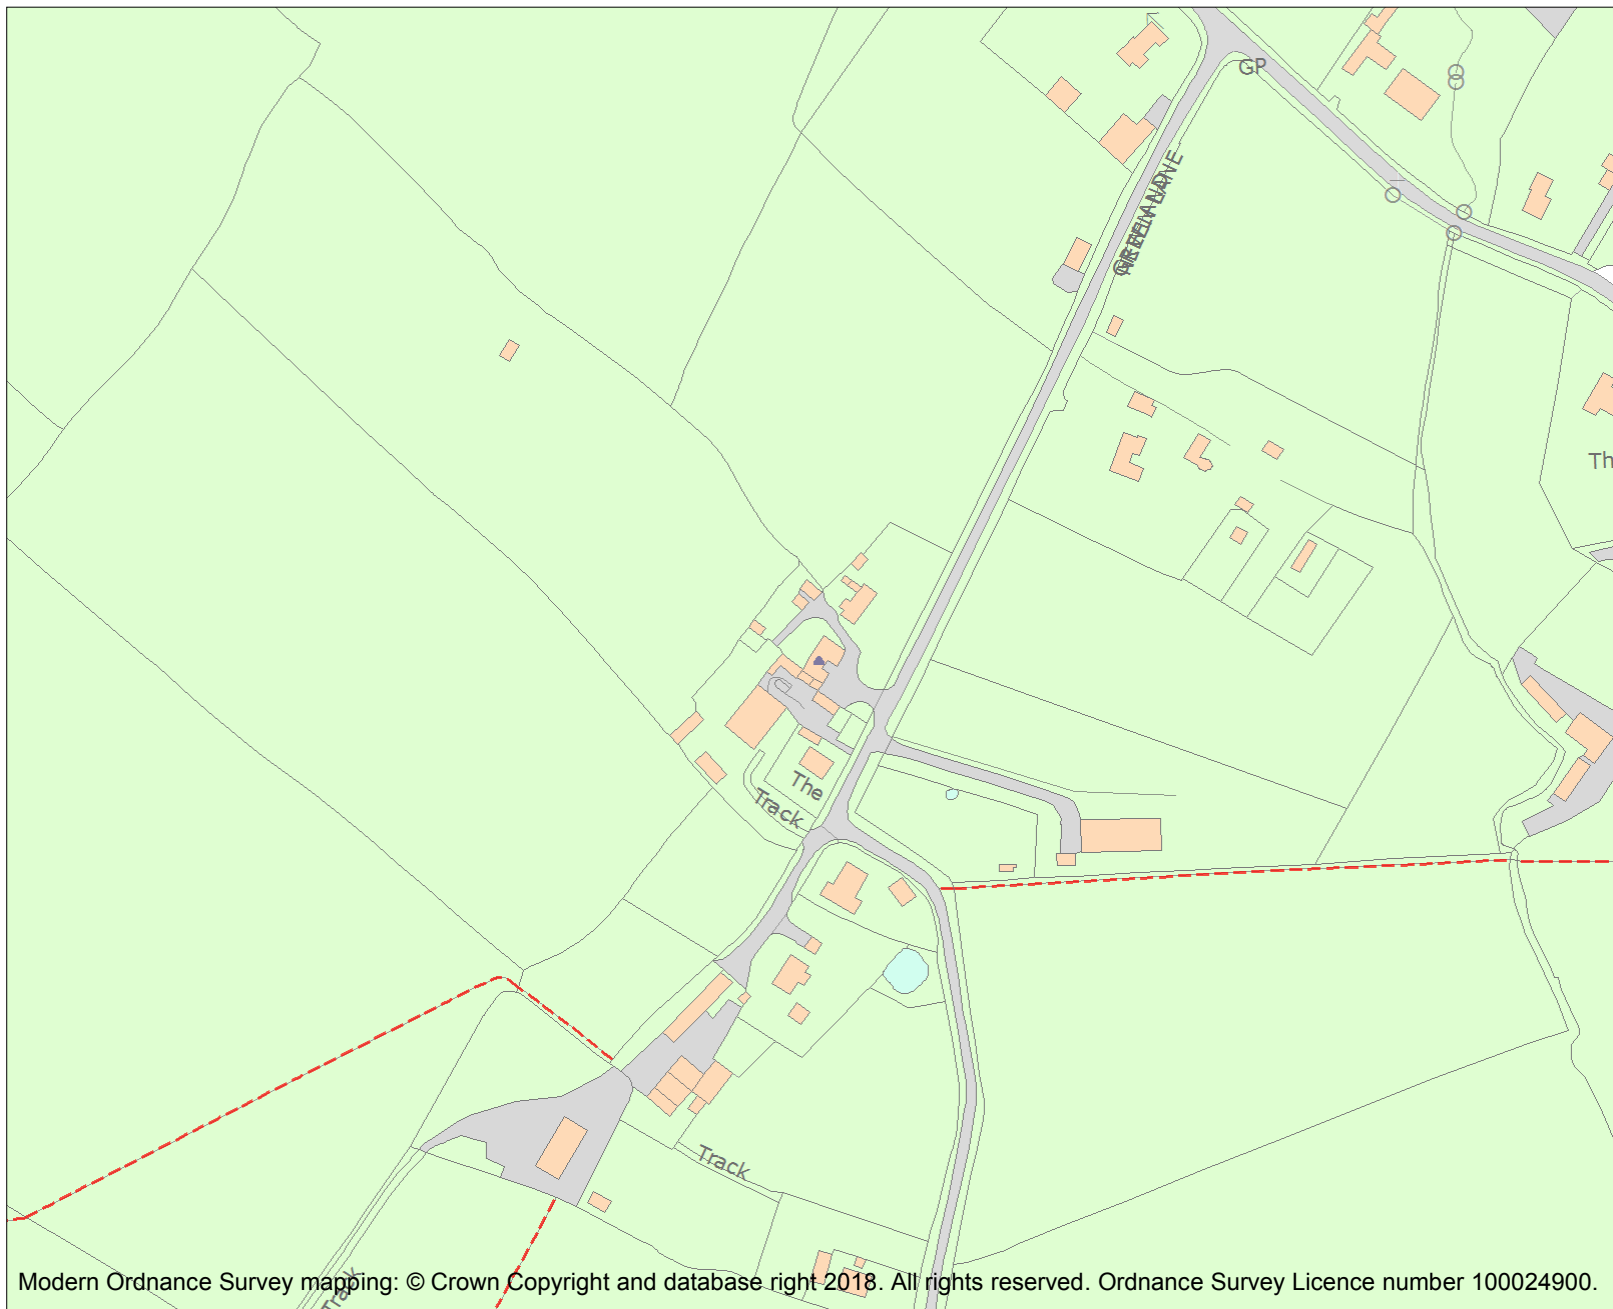 GP
Th
The
Track
Track
Track
Modern Ordnance Survey mapping: © Crown Copyright and database right 2018. All rights reserved. Ordnance Survey Licence number 100024900.